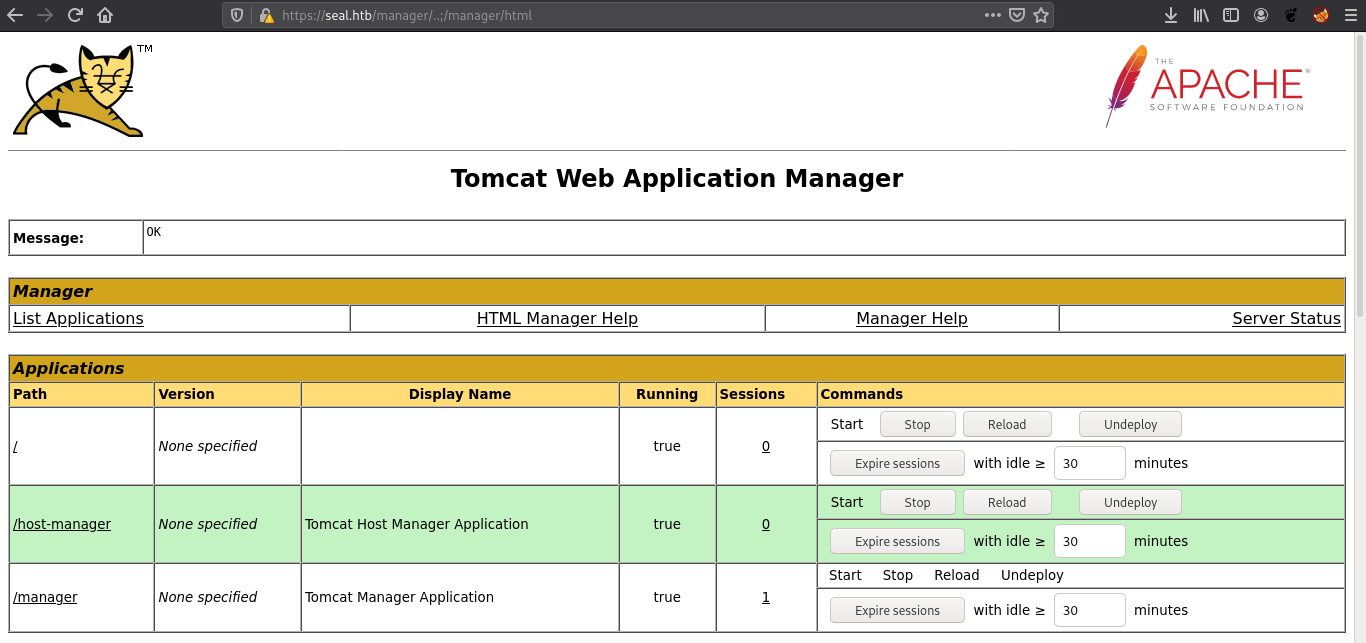 https://seal.htb/manager/..;/manager/html
TM
THE
APACHE®
SOFTWARE FOUNDATION
Tomcat Web Application Manager
Message: OK
Manager
List Applications HTML Manager Help Manager Help Server Status
Applications
Path Version Display Name Running Sessions Commands
/ None specified true 0 Start Stop Reload Undeploy
Expire sessions with idle ≥ 30 minutes
/host-manager None specified Tomcat Host Manager Application true 0 Start Stop Reload Undeploy
Expire sessions with idle ≥ 30 minutes
/manager None specified Tomcat Manager Application true 1 Start Stop Reload Undeploy
Expire sessions with idle ≥ 30 minutes